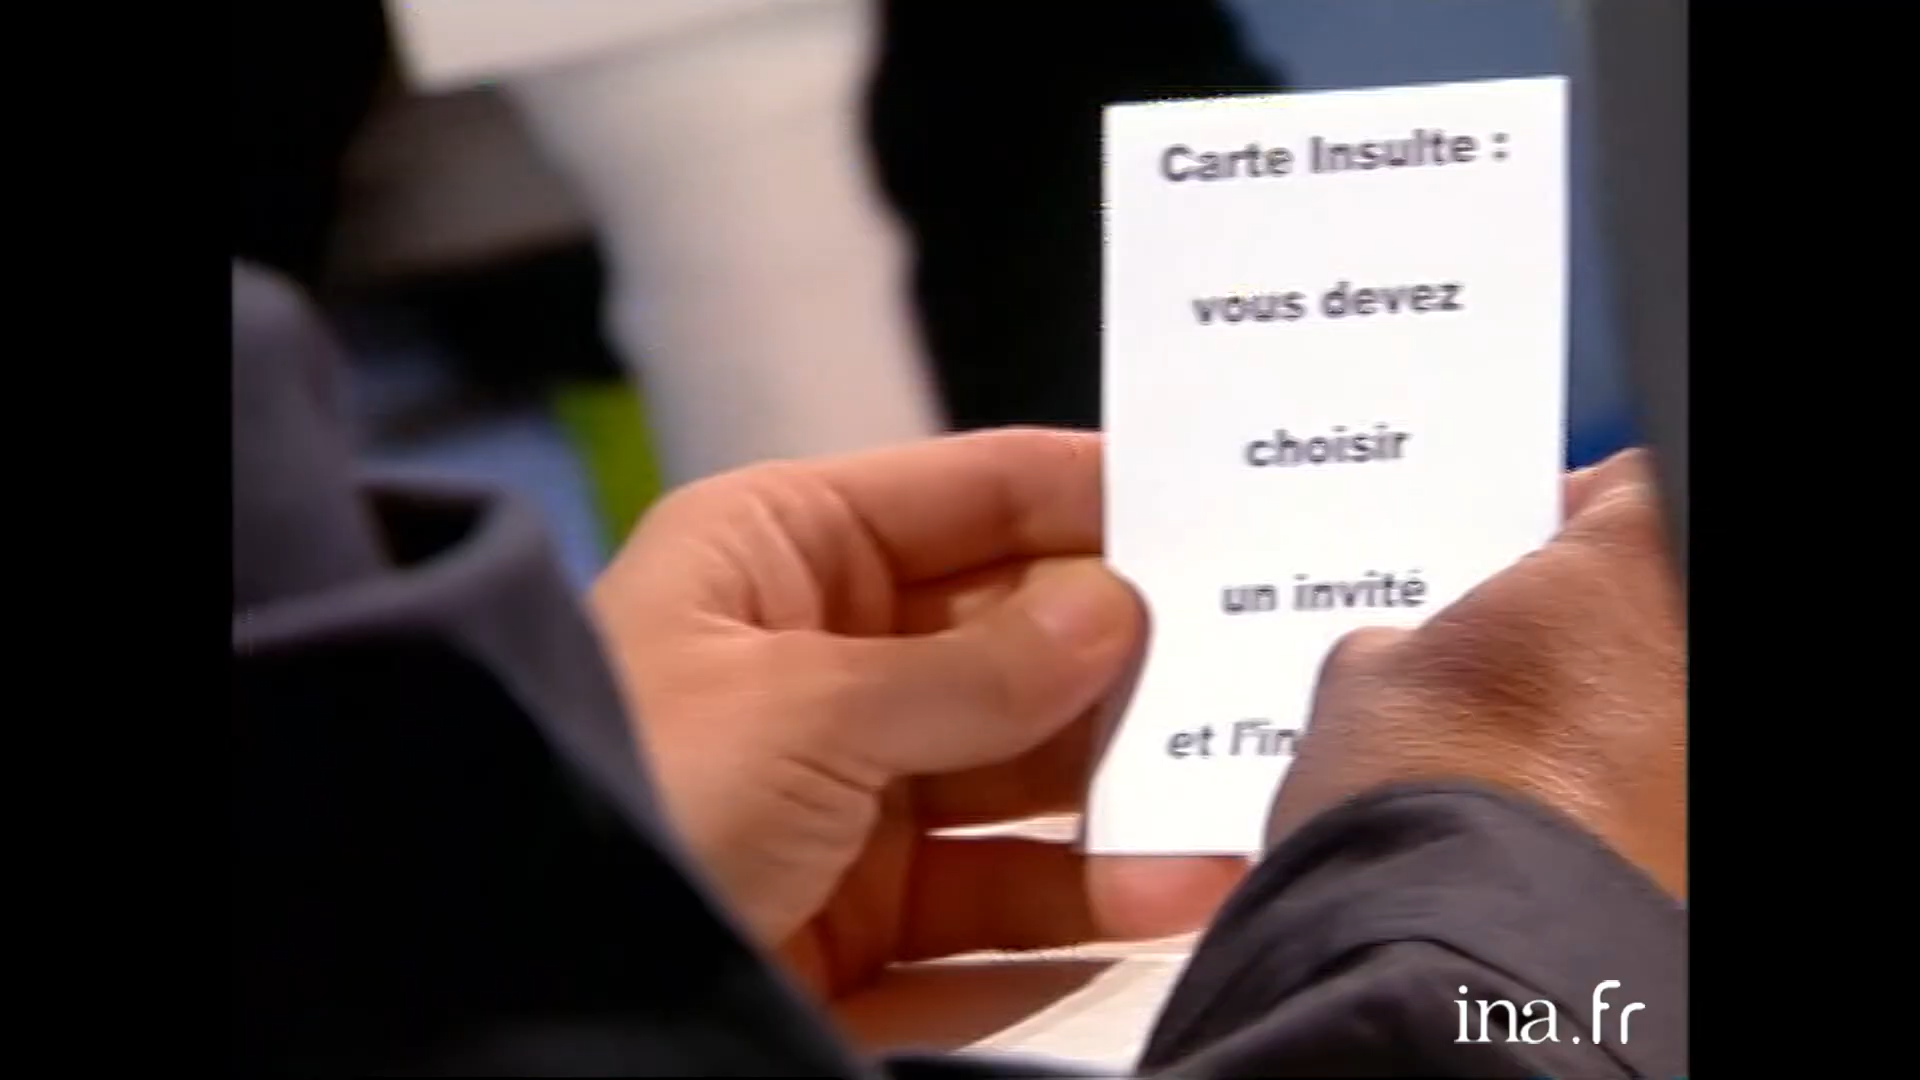 Carte Insulte :
vous devez
choisir
un invité
et l'in
ina.fr